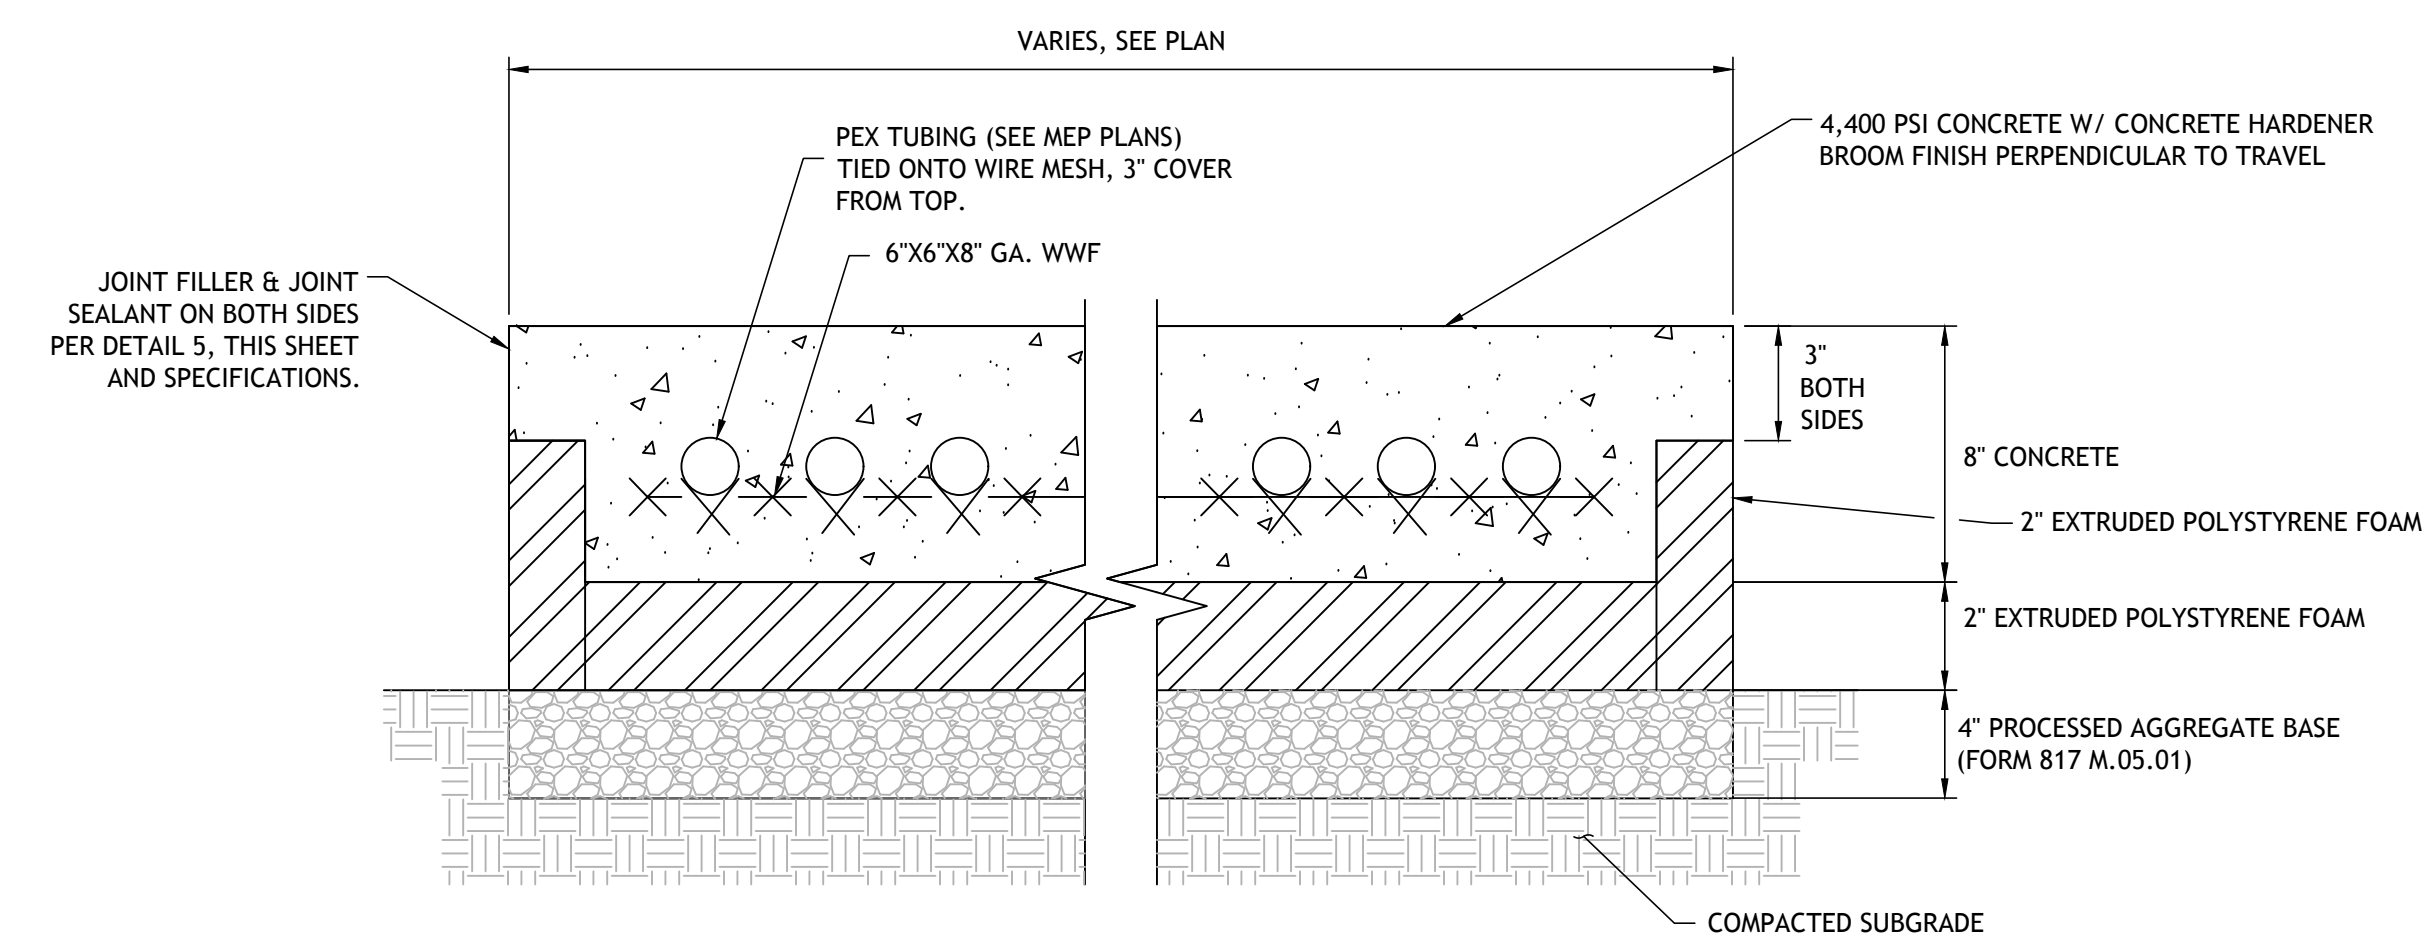 VARIES, SEE PLAN
PEX TUBING (SEE MEP PLANS)
TIED ONTO WIRE MESH, 3" COVER
FROM TOP.
6"X6"X8" GA. WWF
4,400 PSI CONCRETE W/ CONCRETE HARDENER
BROOM FINISH PERPENDICULAR TO TRAVEL
JOINT FILLER & JOINT
SEALANT ON BOTH SIDES
PER DETAIL 5, THIS SHEET
AND SPECIFICATIONS.
3"
BOTH
SIDES
8" CONCRETE
2" EXTRUDED POLYSTYRENE FOAM
2" EXTRUDED POLYSTYRENE FOAM
4" PROCESSED AGGREGATE BASE
(FORM 817 M.05.01)
COMPACTED SUBGRADE